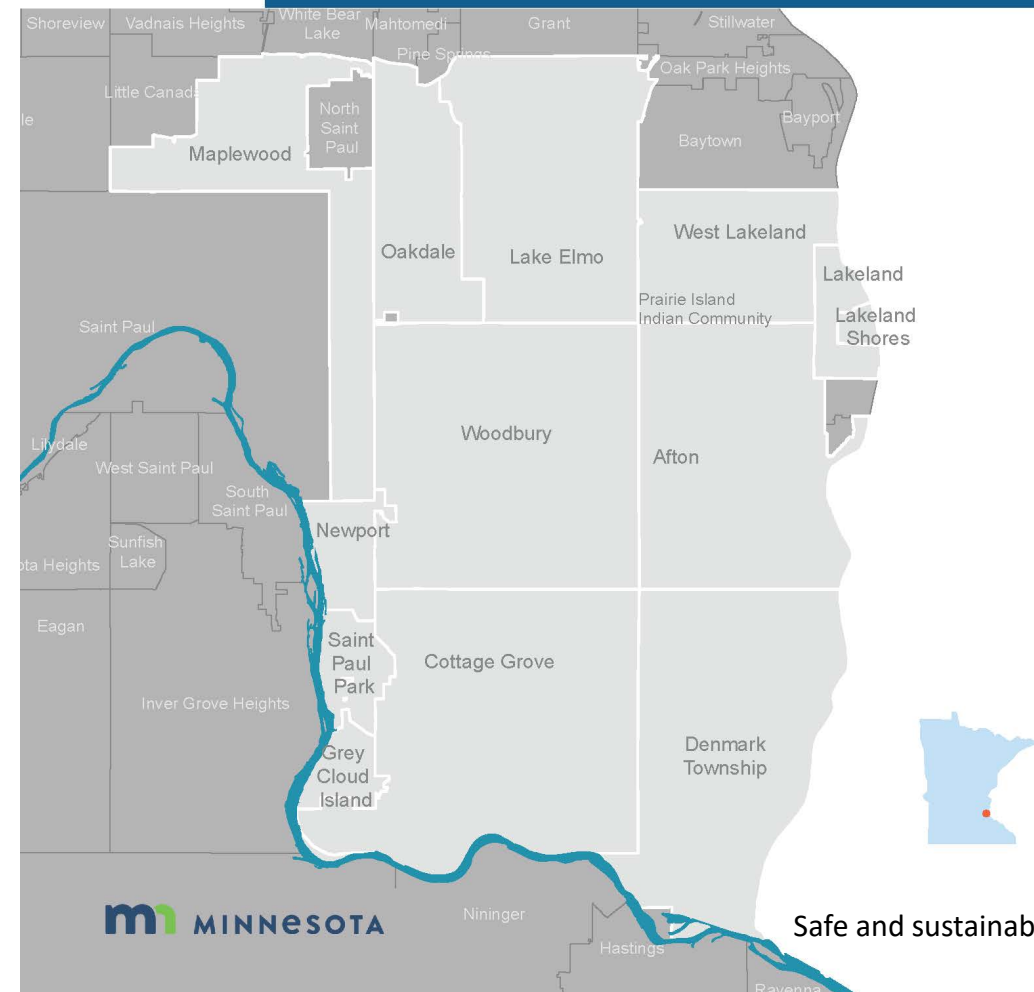 Shoreview
Vadnais Heights
White Bear
Lake
Mahtomedi
Grant
Stillwater
Pine Springs
Oak Park Heights
Little Canada
North
Saint
Paul
Bayport
le
Maplewood
Baytown
Oakdale
Lake Elmo
West Lakeland
Lakeland
Prairie Island
Indian Community
Lakeland
Shores
Saint Paul
Woodbury
Afton
Lilydale
West Saint Paul
South
Saint Paul
Newport
Sunfish
Lake
ota Heights
Eagan
Saint
Paul
Park
Cottage Grove
Inver Grove Heights
Denmark
Township
Grey
Cloud
Island
MINNESOTA
Nininger
Safe and sustainab
Hastings
Ravenna